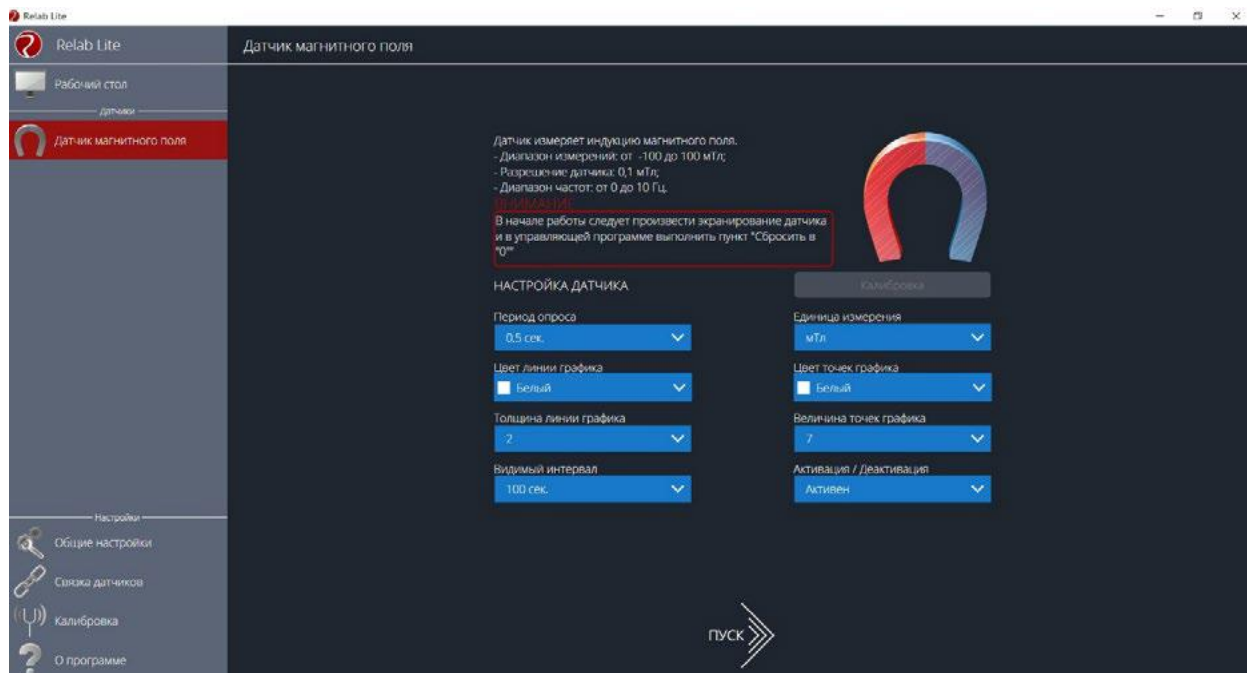 Relab Lite
Relab Lite
Датчик магнитного поля
Рабочий стол
Датчики
Датчик магнитного поля
Датчик измеряет индукцию магнитного поля.
- Диапазон измерений: от -100 до 100 мТл;
- Разрешение датчика: 0,1 мТл;
- Диапазон частот: от 0 до 10 Гц.
ВНИМАНИЕ
В начале работы следует произвести экранирование датчика
и в управляющей программе выполнить пункт "Сбросить в
"0""
НАСТРОЙКА ДАТЧИКА
Калибровка
Период опроса
Единица измерения
0,5 сек.
мТл
Цвет линии графика
Цвет точек графика
Белый
Белый
Толщина линии графика
Величина точек графика
2
7
Видимый интервал
Активация / Деактивация
100 сек.
Активен
Настройки
Общие настройки
Связка датчиков
Калибровка
О программе
ПУСК